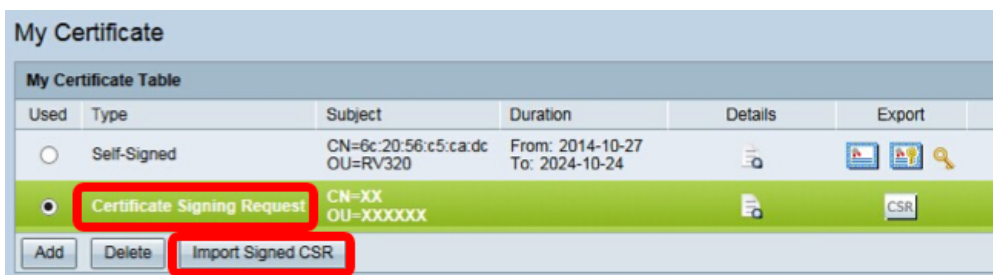 My Certificate
My Certificate Table
Used Type Subject Duration Details Export
Self-Signed CN=6c:20:56:c5:ca:dc From: 2014-10-27
OU=RV320 To: 2024-10-24
Certificate Signing Request CN=XX
OU=XXXXXX CSR
Add Delete Import Signed CSR